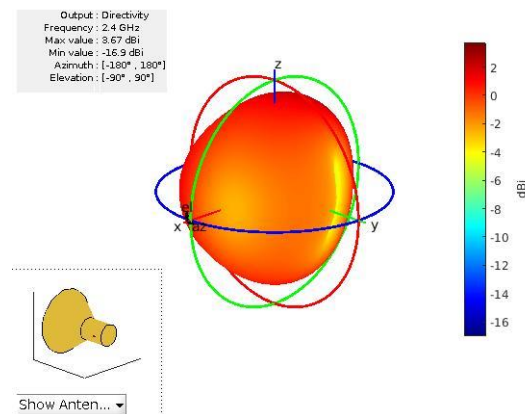 Output : Directivity
Frequency : 2.4 GHz
Max value : 3.67 dBi
Min value : -16.9 dBi
Azimuth : [-180° , 180°]
Elevation : [-90° , 90°]
z
el
x az
y
2
0
-2
-4
-6
-8
-10
-12
-14
-16
dBi
Show Anten...